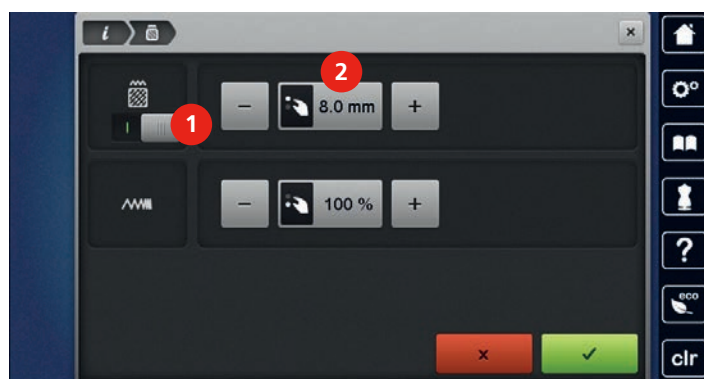 i
×
2
− 8.0 mm +
1
− 100 % +
?
eco
× ✓
clr